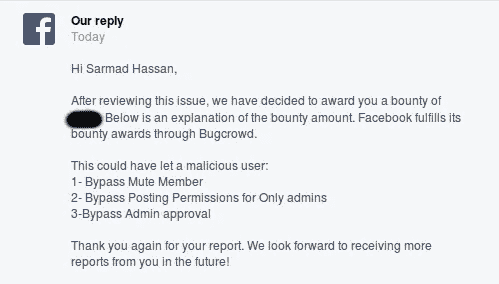 Our reply
Today
Hi Sarmad Hassan,
After reviewing this issue, we have decided to award you a bounty of
Below is an explanation of the bounty amount. Facebook fulfills its
bounty awards through Bugcrowd.
This could have let a malicious user:
1- Bypass Mute Member
2- Bypass Posting Permissions for Only admins
3-Bypass Admin approval
Thank you again for your report. We look forward to receiving more
reports from you in the future!